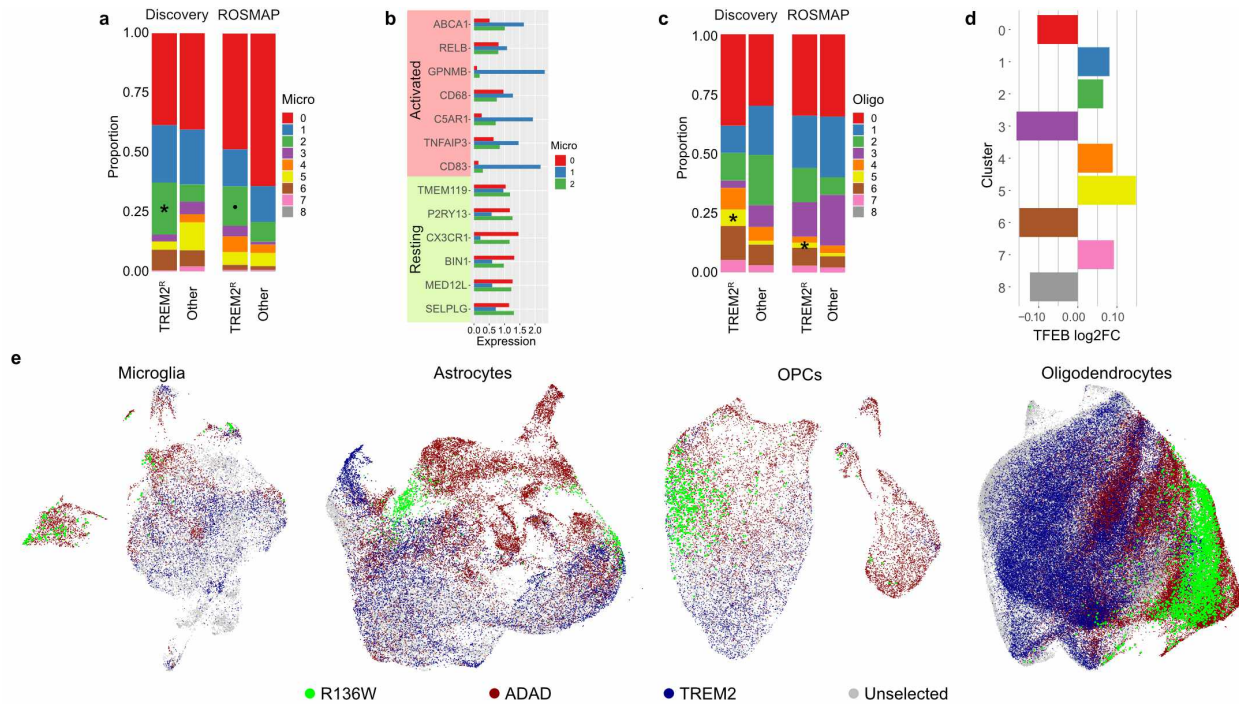 a
Discovery ROSMAP
Proportion
1.00
0.75
0.50
0.25
0.00
*
•
TREM2R
Other
TREM2R
Other
Micro
0
1
2
3
4
5
6
7
8
b
Activated
Resting
ABCA1
RELB
GPNMB
CD68
C5AR1
TNFAIP3
CD83
TMEM119
P2RY13
CX3CR1
BIN1
MED12L
SELPLG
0.0 0.5 1.0 1.5 2.0
Expression
Micro
0
1
2
c
Discovery ROSMAP
Proportion
1.00
0.75
0.50
0.25
0.00
*
*
TREM2R
Other
TREM2R
Other
Oligo
0
1
2
3
4
5
6
7
8
d
Cluster
0
1
2
3
4
5
6
7
8
−0.10 0.00 0.10
TFEB log2FC
e
Microglia Astrocytes OPCs Oligodendrocytes
R136W ADAD TREM2 Unselected